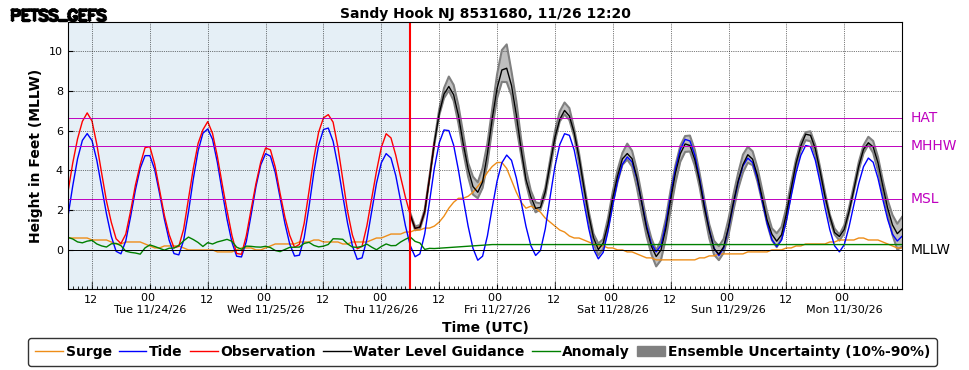 PETSS_GEFS
Sandy Hook NJ 8531680, 11/26 12:20
Height in Feet (MLLW)
10
8
6
4
2
0
HAT
MHHW
MSL
MLLW
12 00 12 00 12 00 12 00 12 00 12 00 12 00
Tue 11/24/26 Wed 11/25/26 Thu 11/26/26 Fri 11/27/26 Sat 11/28/26 Sun 11/29/26 Mon 11/30/26
Time (UTC)
Surge Tide Observation Water Level Guidance Anomaly Ensemble Uncertainty (10%-90%)